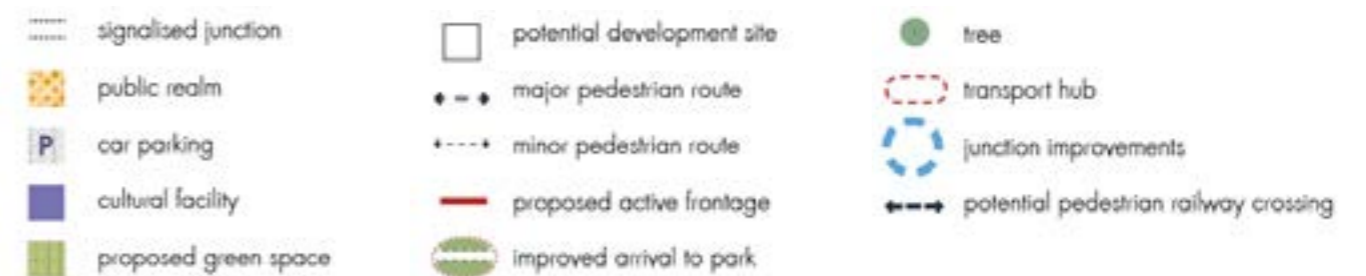 signalised junction
public realm
P
car parking
cultural facility
proposed green space
potential development site
major pedestrian route
minor pedestrian route
proposed active frontage
improved arrival to park
tree
transport hub
junction improvements
potential pedestrian railway crossing